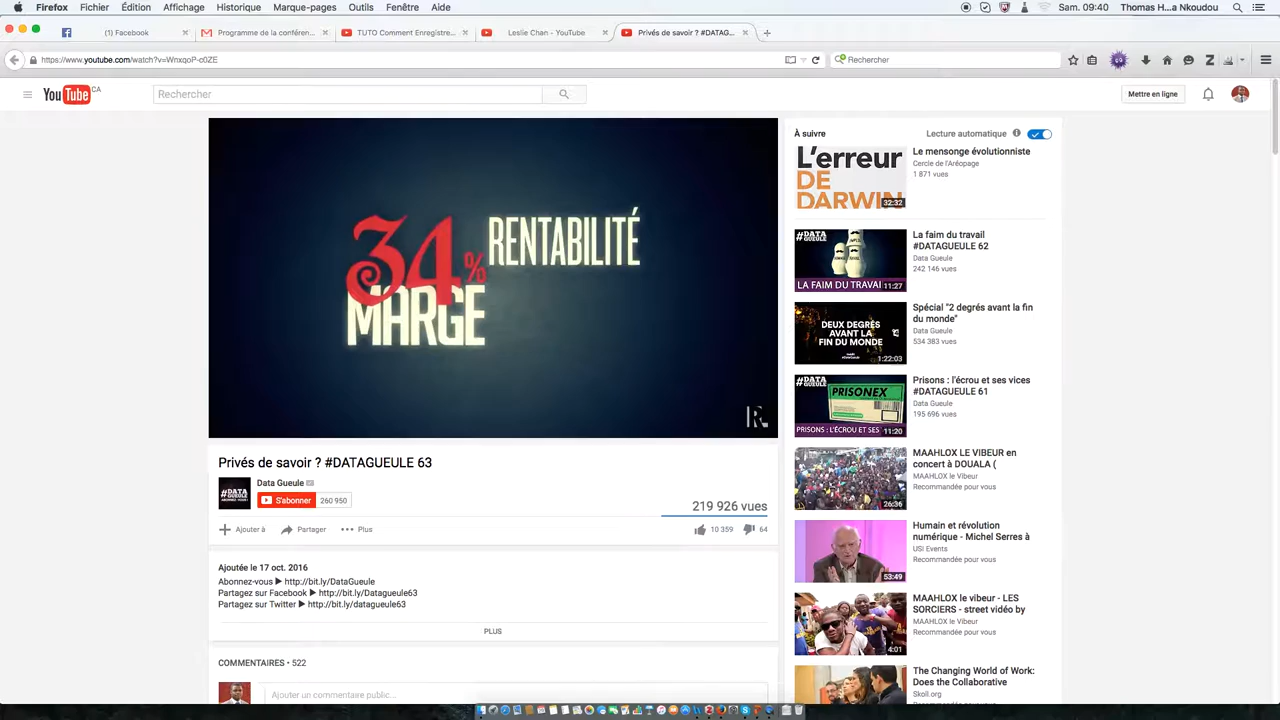 Firefox Fichier Édition Affichage Historique Marque-pages Outils Fenêtre Aide Sam. 09:40 Thomas H...a Nkoudou
(1) Facebook Programme de la conféren... TUTO Comment Enregistre... Leslie Chan - YouTube Privés de savoir ? #DATAG...
https://www.youtube.com/watch?v=WnxqoP-c0ZE Rechercher
YouTube CA Rechercher Mettre en ligne
34% RENTABILITÉ
MARGE
Privés de savoir ? #DATAGUEULE 63
Data Gueule
S'abonner 260 950
219 926 vues
Ajouter à Partager Plus 10 359 64
Ajoutée le 17 oct. 2016
Abonnez-vous ► http://bit.ly/DataGueule
Partagez sur Facebook ► http://bit.ly/Datagueule63
Partagez sur Twitter ► http://bit.ly/datagueule63
PLUS
COMMENTAIRES • 522
Ajouter un commentaire public...
À suivre Lecture automatique
L'erreur
DE
DARWIN
32:32
Le mensonge évolutionniste
Cercle de l'Aréopage
1 871 vues
#DATA
GUEULE
LA FAIM DU TRAVAI 11:27
La faim du travail
#DATAGUEULE 62
Data Gueule
242 146 vues
DEUX DEGRÉS
AVANT LA
FIN DU MONDE
1:22:03
Spécial "2 degrés avant la fin
du monde"
Data Gueule
534 383 vues
#DATA
GUEULE
PRISONEX
PRISONS : L'ÉCROU ET SES 11:20
Prisons : l'écrou et ses vices
#DATAGUEULE 61
Data Gueule
195 696 vues
26:36
MAAHLOX LE VIBEUR en
concert à DOUALA (
MAAHLOX le Vibeur
Recommandée pour vous
53:49
Humain et révolution
numérique - Michel Serres à
USI Events
Recommandée pour vous
4:01
MAAHLOX le vibeur - LES
SORCIERS - street vidéo by
MAAHLOX le Vibeur
Recommandée pour vous
The Changing World of Work:
Does the Collaborative
Skoll.org